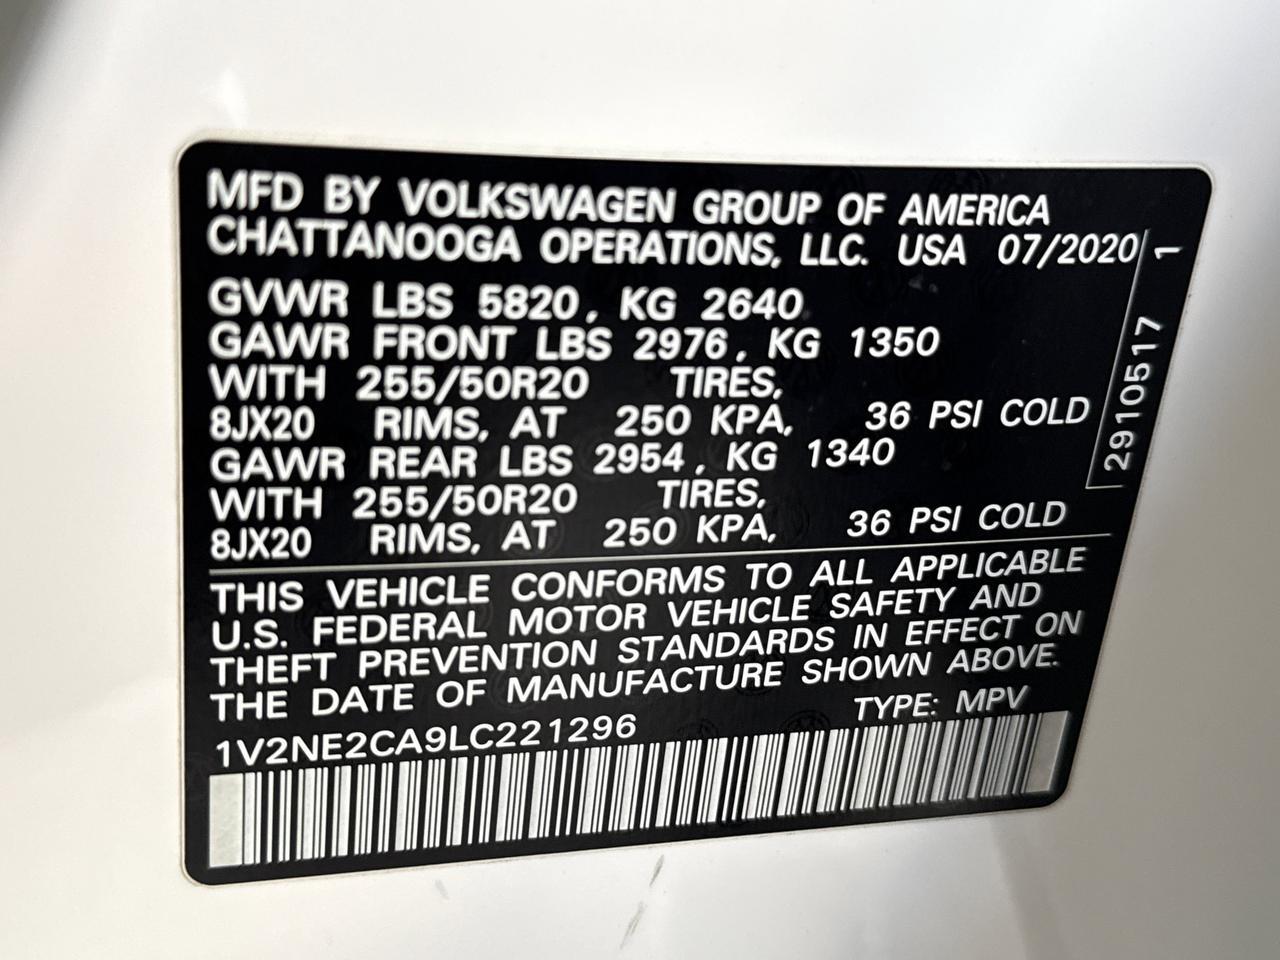 MFD BY VOLKSWAGEN GROUP OF AMERICA
CHATTANOOGA OPERATIONS, LLC. USA 07/2020
GVWR LBS 5820, KG 2640
GAWR FRONT LBS 2976, KG 1350
WITH 255/50R20 TIRES,
8JX20 RIMS, AT 250 KPA, 36 PSI COLD
GAWR REAR LBS 2954, KG 1340
WITH 255/50R20 TIRES,
8JX20 RIMS, AT 250 KPA, 36 PSI COLD
THIS VEHICLE CONFORMS TO ALL APPLICABLE
U.S. FEDERAL MOTOR VEHICLE SAFETY AND
THEFT PREVENTION STANDARDS IN EFFECT ON
THE DATE OF MANUFACTURE SHOWN ABOVE.
1V2NE2CA9LC221296 TYPE: MPV
2910517 1